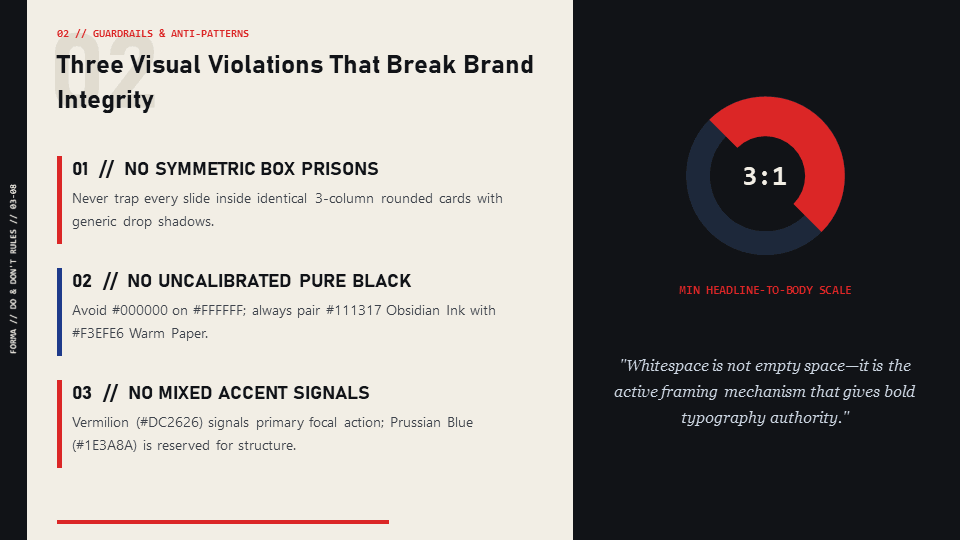 FORMA // DO & DON'T RULES // 03-08
02 // GUARDRAILS & ANTI-PATTERNS
02
Three Visual Violations That Break Brand
Integrity
01 // NO SYMMETRIC BOX PRISONS
Never trap every slide inside identical 3-column rounded cards with
generic drop shadows.
02 // NO UNCALIBRATED PURE BLACK
Avoid #000000 on #FFFFFF; always pair #111317 Obsidian Ink with
#F3EFE6 Warm Paper.
03 // NO MIXED ACCENT SIGNALS
Vermilion (#DC2626) signals primary focal action; Prussian Blue
(#1E3A8A) is reserved for structure.
3:1
MIN HEADLINE-TO-BODY SCALE
"Whitespace is not empty space—it is the
active framing mechanism that gives bold
typography authority."